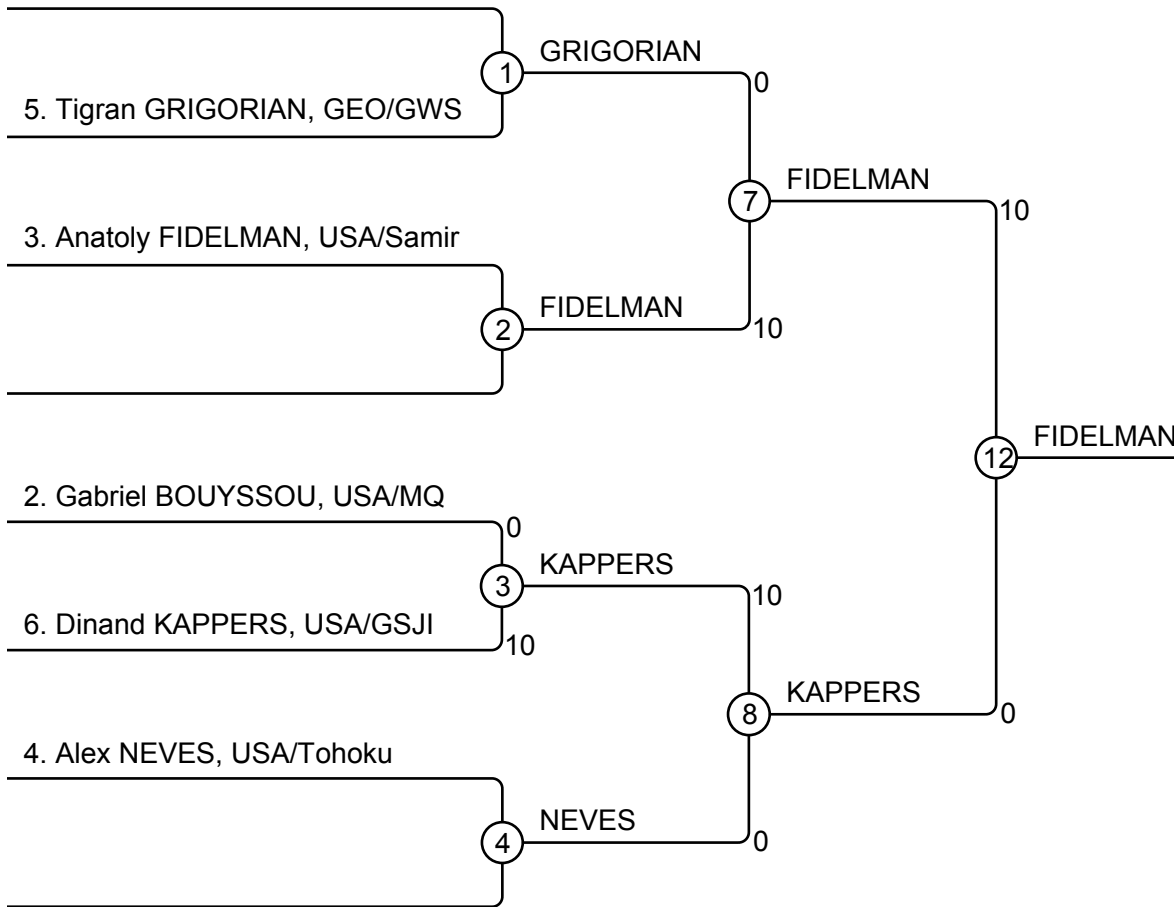 GRIGORIAN
1
0
5. Tigran GRIGORIAN, GEO/GWS
FIDELMAN
7
10
3. Anatoly FIDELMAN, USA/Samir
FIDELMAN
2
10
FIDELMAN
12
2. Gabriel BOUYSSOU, USA/MQ
0
KAPPERS
3
10
6. Dinand KAPPERS, USA/GSJI
10
KAPPERS
8
0
4. Alex NEVES, USA/Tohoku
NEVES
4
0